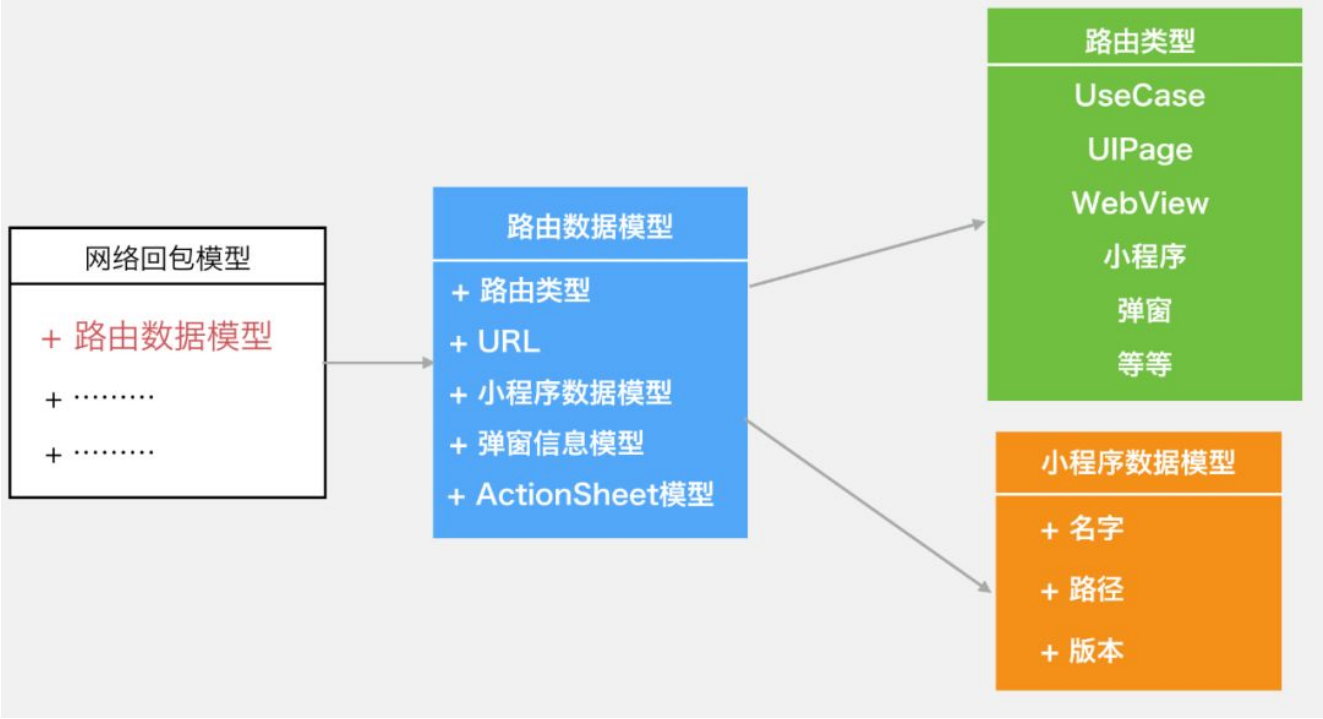 网络回包模型
+ 路由数据模型
+ ·········
+ ·········
路由数据模型
+ 路由类型
+ URL
+ 小程序数据模型
+ 弹窗信息模型
+ ActionSheet模型
路由类型
UseCase
UIPage
WebView
小程序
弹窗
等等
小程序数据模型
+ 名字
+ 路径
+ 版本